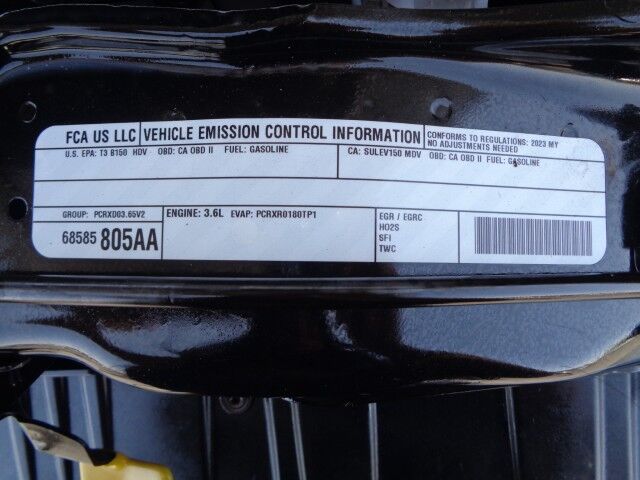 FCA US LLC VEHICLE EMISSION CONTROL INFORMATION CONFORMS TO REGULATIONS: 2023 MY
NO ADJUSTMENTS NEEDED
U.S. EPA: T3 B150 HDV OBD: CA OBD II FUEL: GASOLINE CA: SULEV150 MDV OBD: CA OBD II FUEL: GASOLINE
GROUP: PCRXD03.65V2 ENGINE: 3.6L EVAP: PCRXR0180TP1 EGR / EGRC
HO2S
68585 805AA SFI
TWC